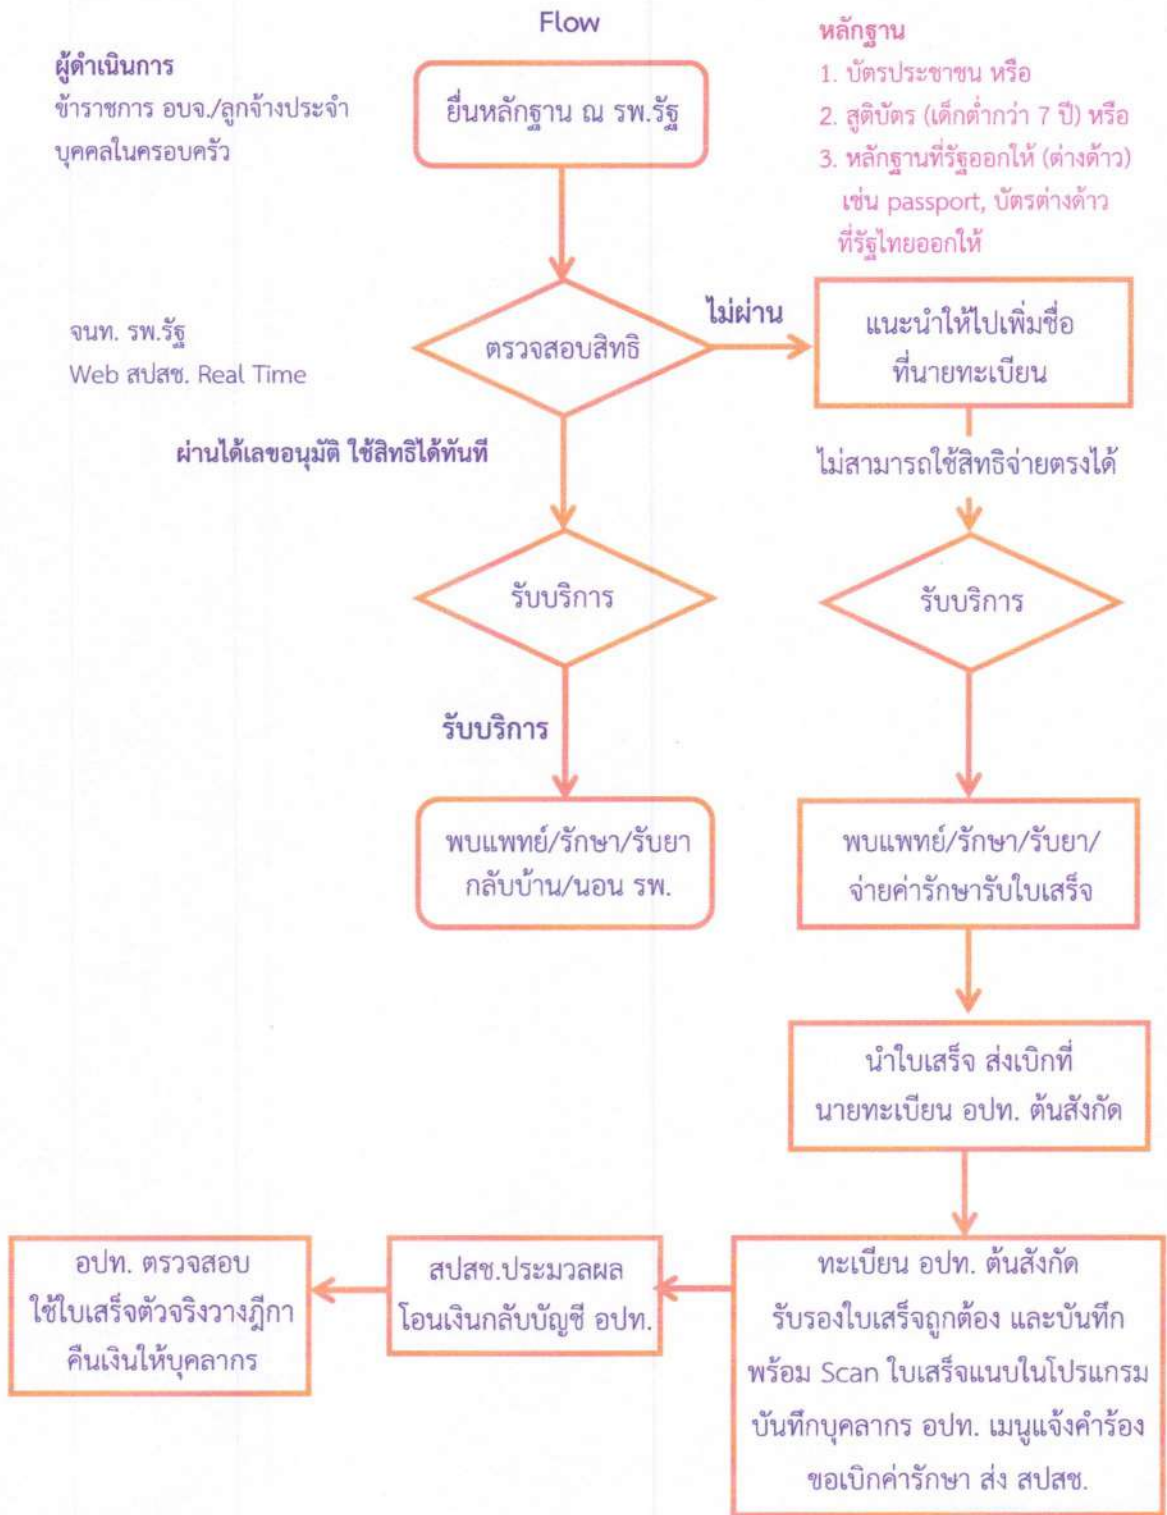 Flow
ผู้ดำเนินการ
ข้าราชการ อบจ./ลูกจ้างประจำ
บุคคลในครอบครัว
ยื่นหลักฐาน ณ รพ.รัฐ
หลักฐาน
1. บัตรประชาชน หรือ
2. สูติบัตร (เด็กต่ำกว่า 7 ปี) หรือ
3. หลักฐานที่รัฐออกให้ (ต่างด้าว)
เช่น passport, บัตรต่างด้าว
ที่รัฐไทยออกให้
จนท. รพ.รัฐ
Web สปสช. Real Time
ตรวจสอบสิทธิ
ไม่ผ่าน
แนะนำให้ไปเพิ่มชื่อ
ที่นายทะเบียน
ผ่านได้เลขอนุมัติ ใช้สิทธิได้ทันที
ไม่สามารถใช้สิทธิจ่ายตรงได้
รับบริการ
รับบริการ
รับบริการ
พบแพทย์/รักษา/รับยา
กลับบ้าน/นอน รพ.
พบแพทย์/รักษา/รับยา/
จ่ายค่ารักษารับใบเสร็จ
นำใบเสร็จ ส่งเบิกที่
นายทะเบียน อปท. ต้นสังกัด
อปท. ตรวจสอบ
ใช้ใบเสร็จตัวจริงวางฎีกา
คืนเงินให้บุคลากร
สปสช.ประมวลผล
โอนเงินกลับบัญชี อปท.
ทะเบียน อปท. ต้นสังกัด
รับรองใบเสร็จถูกต้อง และบันทึก
พร้อม Scan ใบเสร็จแนบในโปรแกรม
บันทึกบุคลากร อปท. เมนูแจ้งคำร้อง
ขอเบิกค่ารักษา ส่ง สปสช.